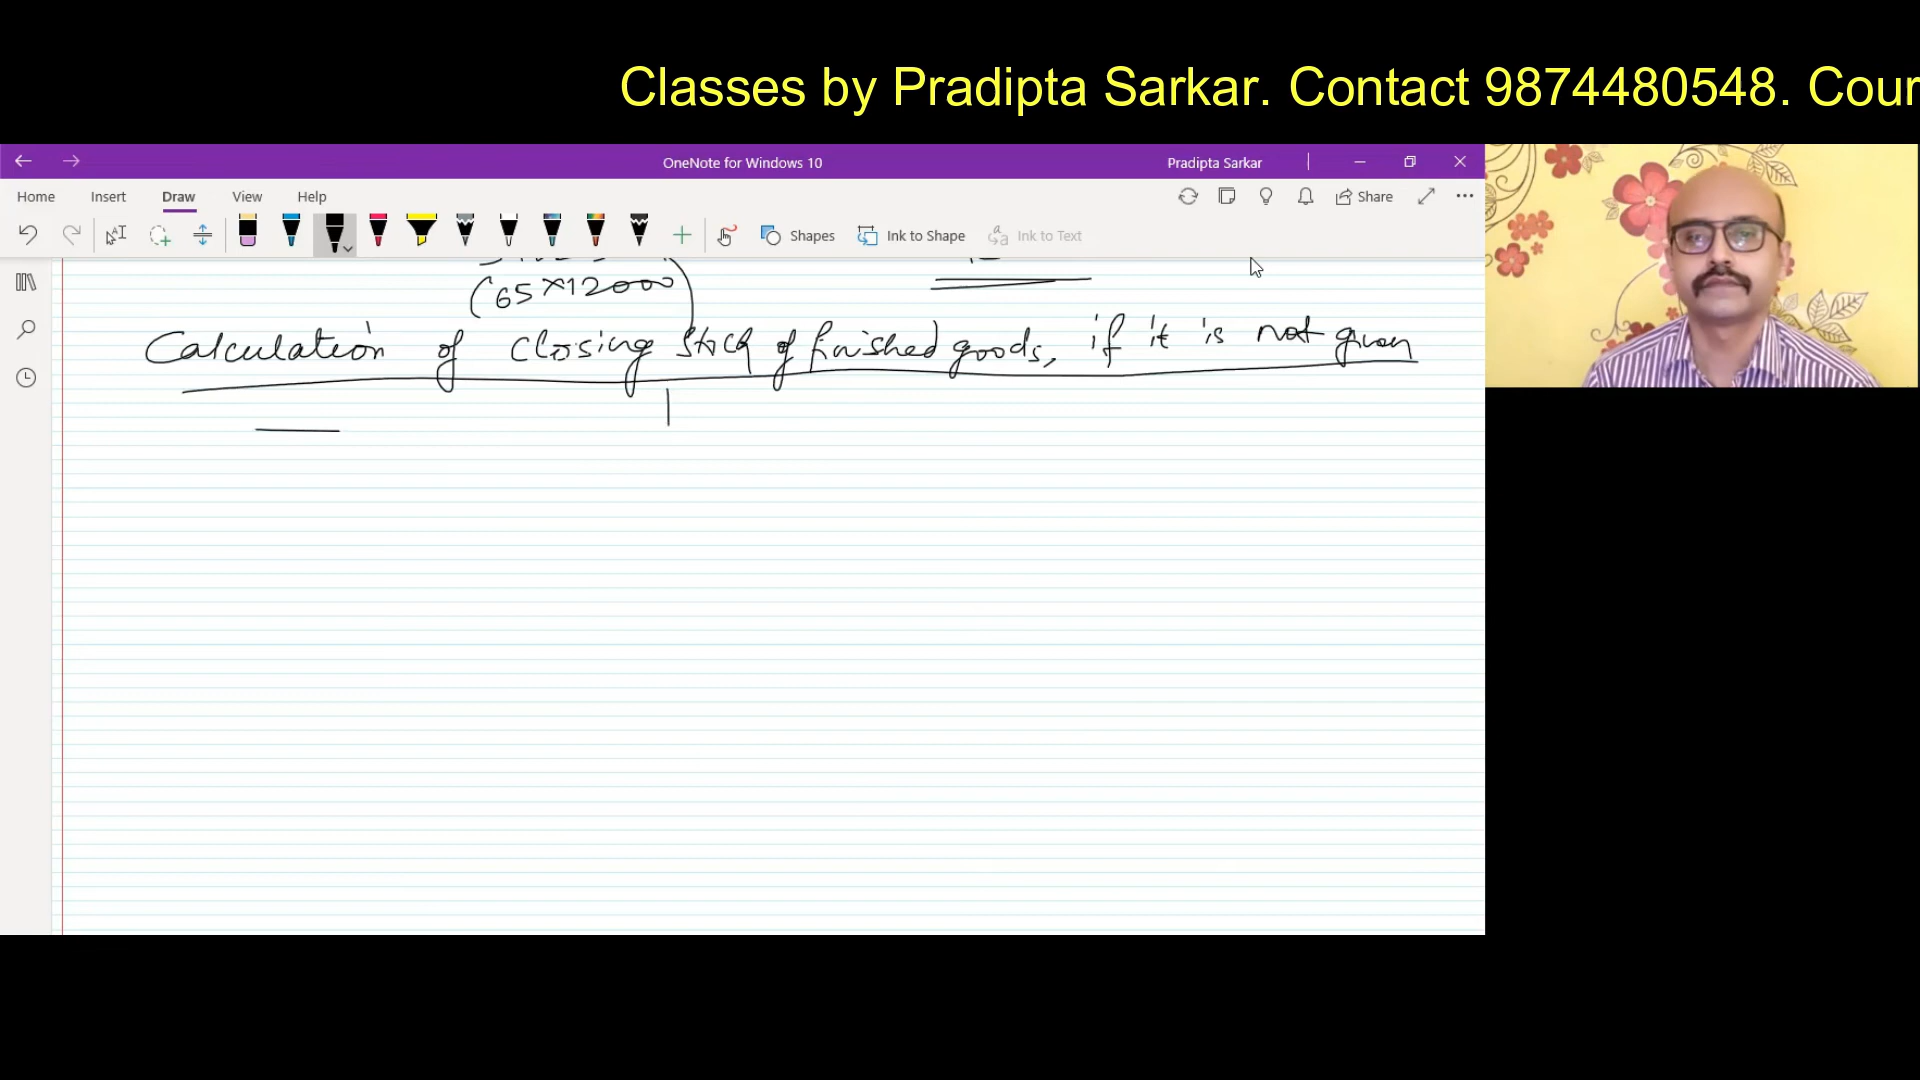 Classes by Pradipta Sarkar. Contact 9874480548. Cour
OneNote for Windows 10
Pradipta Sarkar
Home Insert Draw View Help
Share
Shapes Ink to Shape Ink to Text
(65×12000)
Calculation of closing stock of finished goods, if it is not given